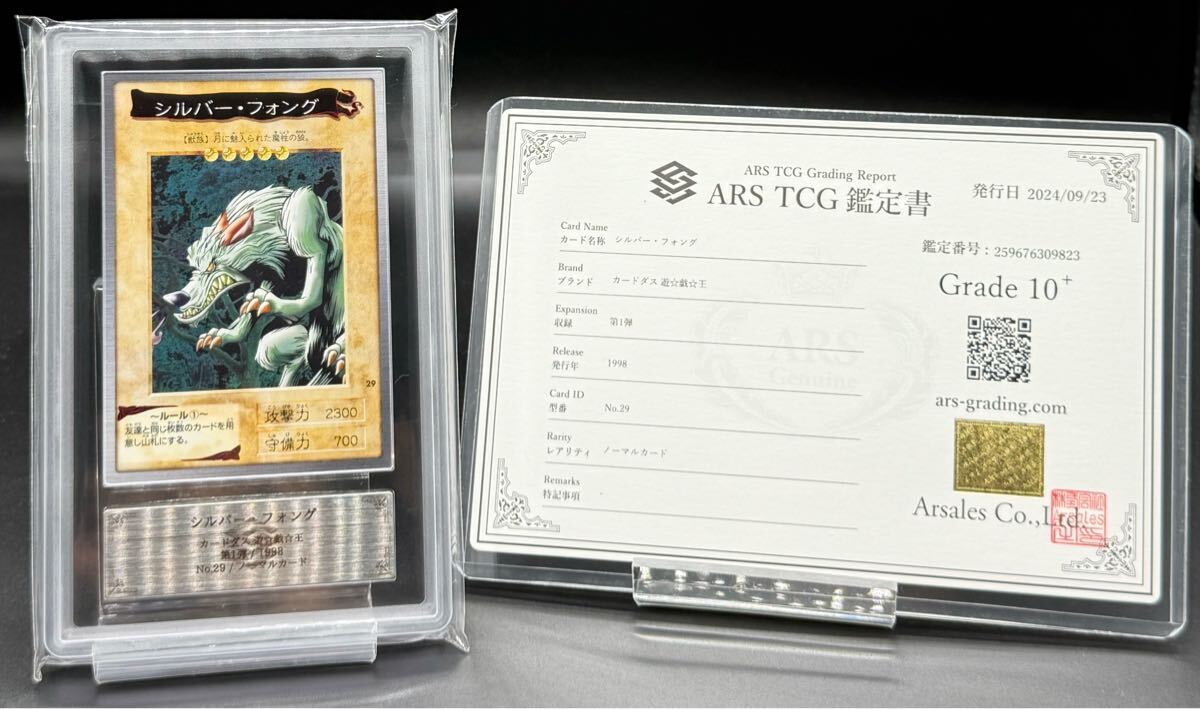 シルバー・フォング
【獣族】月に魅入られた魔性の狼。
29
〜ルール①〜
友達と同じ枚数のカードを用
意し山札にする。
攻撃力 2300
守備力 700
シルバー・フォング
カードダス 遊☆戯☆王
第1弾 / 1998
No.29 / ノーマルカード
ARS TCG Grading Report
ARS TCG 鑑定書
発行日 2024/09/23
Card Name
カード名称 シルバー・フォング
Brand
ブランド カードダス 遊☆戯☆王
Expansion
収録 第1弾
Release
発行年 1998
Card ID
型番 No.29
Rarity
レアリティ ノーマルカード
Remarks
特記事項
ARS
Genuine
鑑定番号：259676309823
Grade 10+
ars-grading.com
Arsales Co.,Ltd.